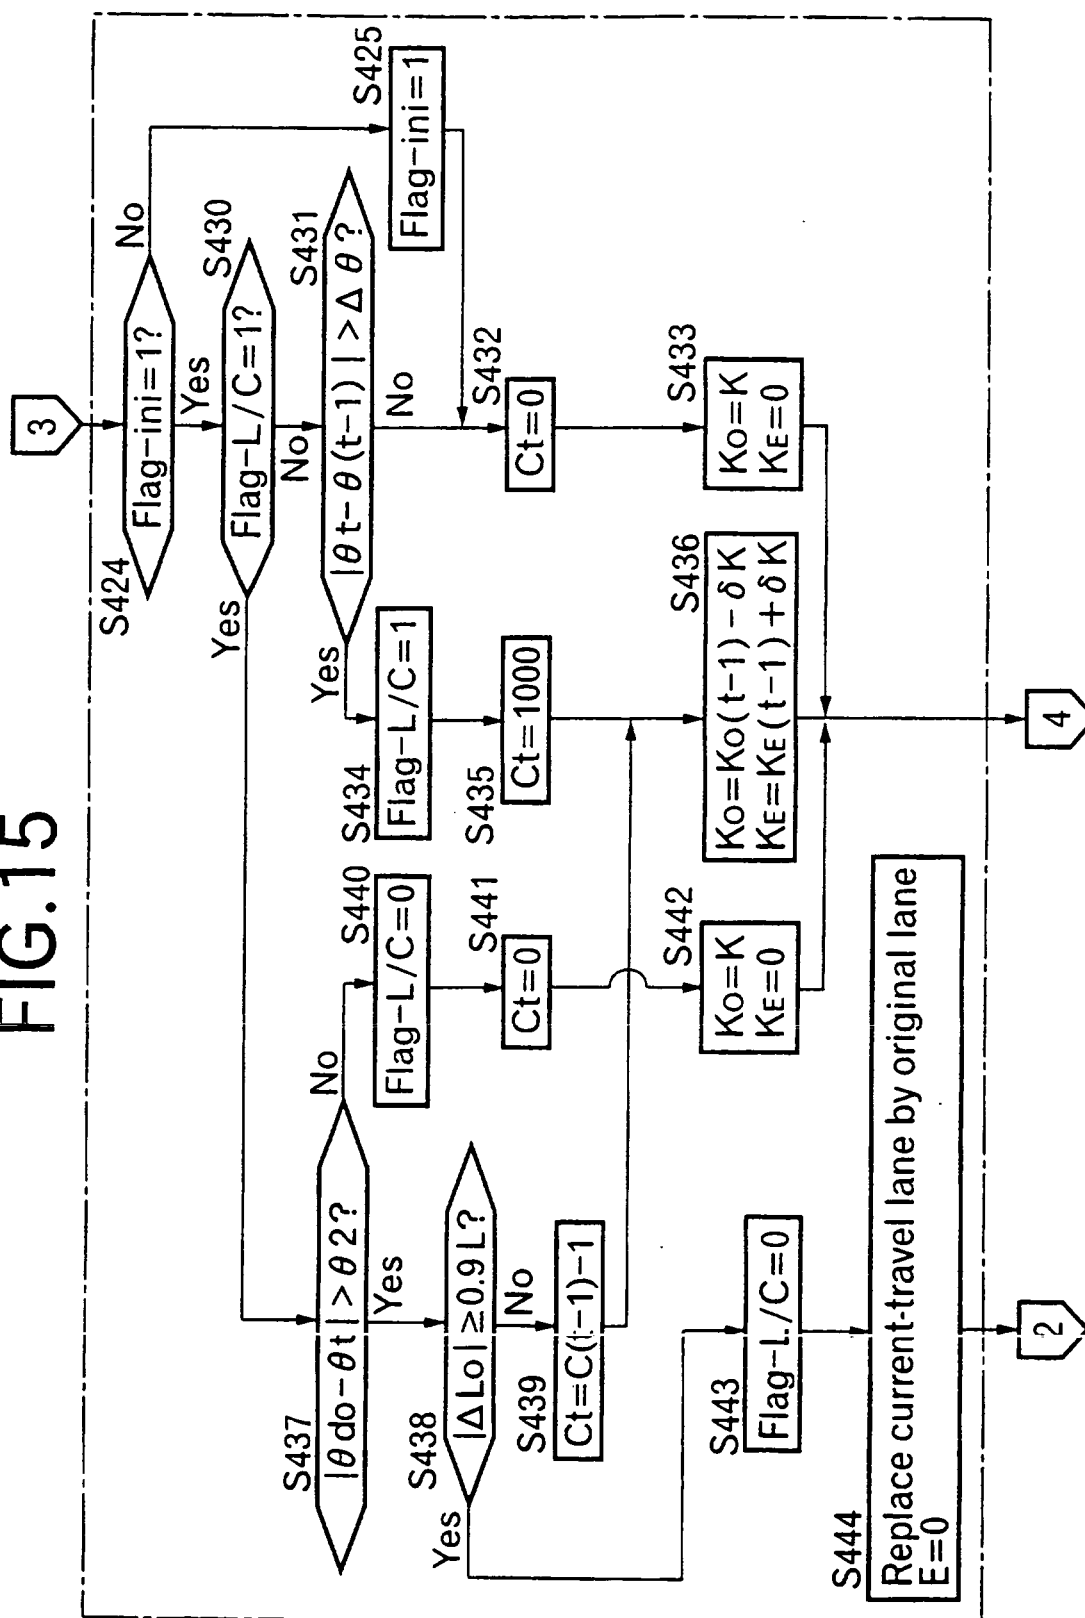 FIG.15
3
S424
Flag-ini=1?
No
Yes
S425
Flag-ini=1
S430
Flag-L/C=1?
Yes
No
S431
|θt-θ(t-1)|>Δθ?
Yes
No
S432
Ct=0
S433
Ko=K
KE=0
S434
Flag-L/C=1
S435
Ct=1000
S436
Ko=Ko(t-1)-δK
KE=KE(t-1)+δK
S437
|θdo-θt|>θ2?
No
Yes
S440
Flag-L/C=0
S441
Ct=0
S442
Ko=K
KE=0
S438
|ΔLo|≥0.9L?
Yes
No
S439
Ct=C(t-1)-1
S443
Flag-L/C=0
S444
Replace current-travel lane by original lane
E=0
2
4